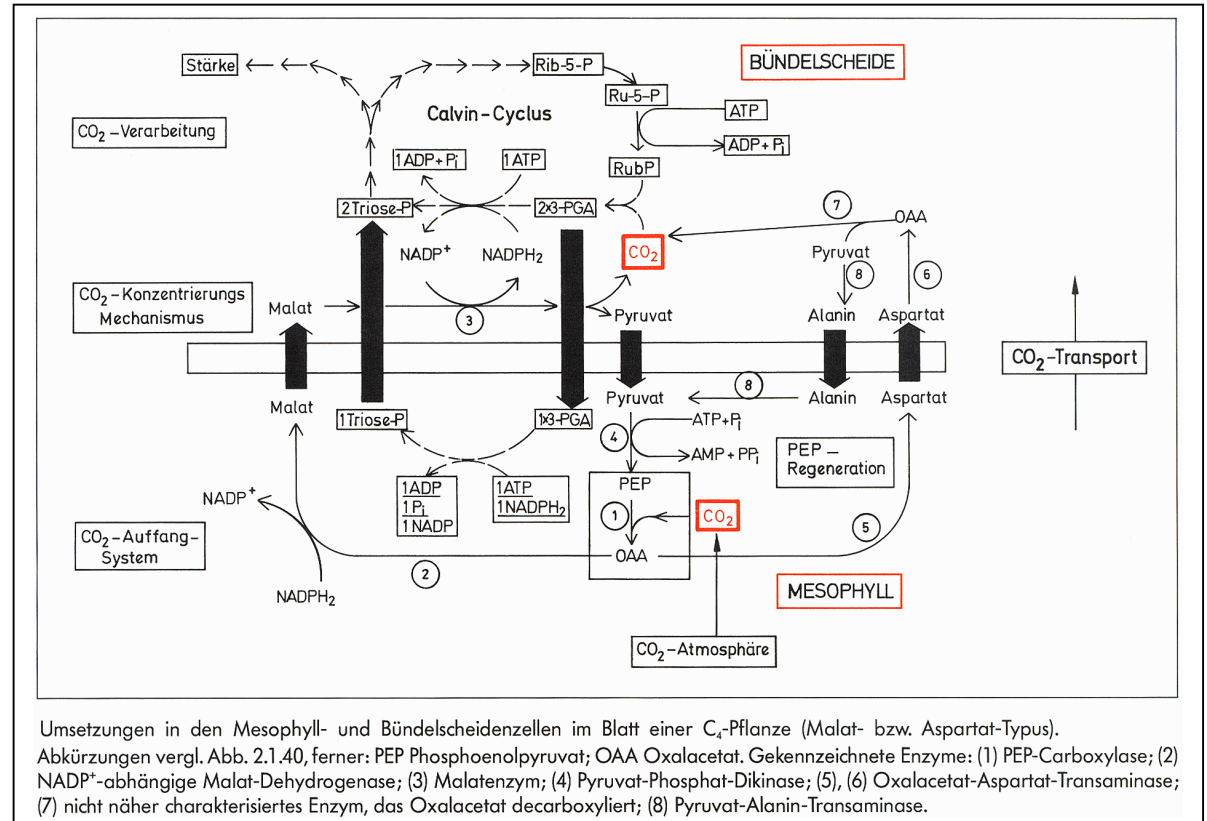 Stärke
Rib-5-P
BÜNDELSCHEIDE
Ru-5-P
Calvin-Cyclus
ATP
CO₂-Verarbeitung
ADP + Pi
1 ADP + Pi
1 ATP
RubP
2 Triose-P
2×3-PGA
7
OAA
NADP⁺
NADPH₂
CO₂
Pyruvat
8
6
CO₂-Konzentrierungs
Mechanismus
Malat
3
Pyruvat
Alanin
Aspartat
CO₂-Transport
8
Malat
Pyruvat
Alanin
Aspartat
1 Triose-P
1×3-PGA
ATP+Pi
4
AMP + PPi
PEP –
Regeneration
NADP⁺
1 ADP
1 Pi
1 NADP
1 ATP
1 NADPH₂
PEP
1
CO₂
5
CO₂-Auffang-
System
OAA
2
NADPH₂
MESOPHYLL
CO₂-Atmosphäre
Umsetzungen in den Mesophyll- und Bündelscheidenzellen im Blatt einer C₄-Pflanze (Malat- bzw. Aspartat-Typus).
Abkürzungen vergl. Abb. 2.1.40, ferner: PEP Phosphoenolpyruvat; OAA Oxalacetat. Gekennzeichnete Enzyme: (1) PEP-Carboxylase; (2)
NADP⁺-abhängige Malat-Dehydrogenase; (3) Malatenzym; (4) Pyruvat-Phosphat-Dikinase; (5), (6) Oxalacetat-Aspartat-Transaminase;
(7) nicht näher charakterisiertes Enzym, das Oxalacetat decarboxyliert; (8) Pyruvat-Alanin-Transaminase.